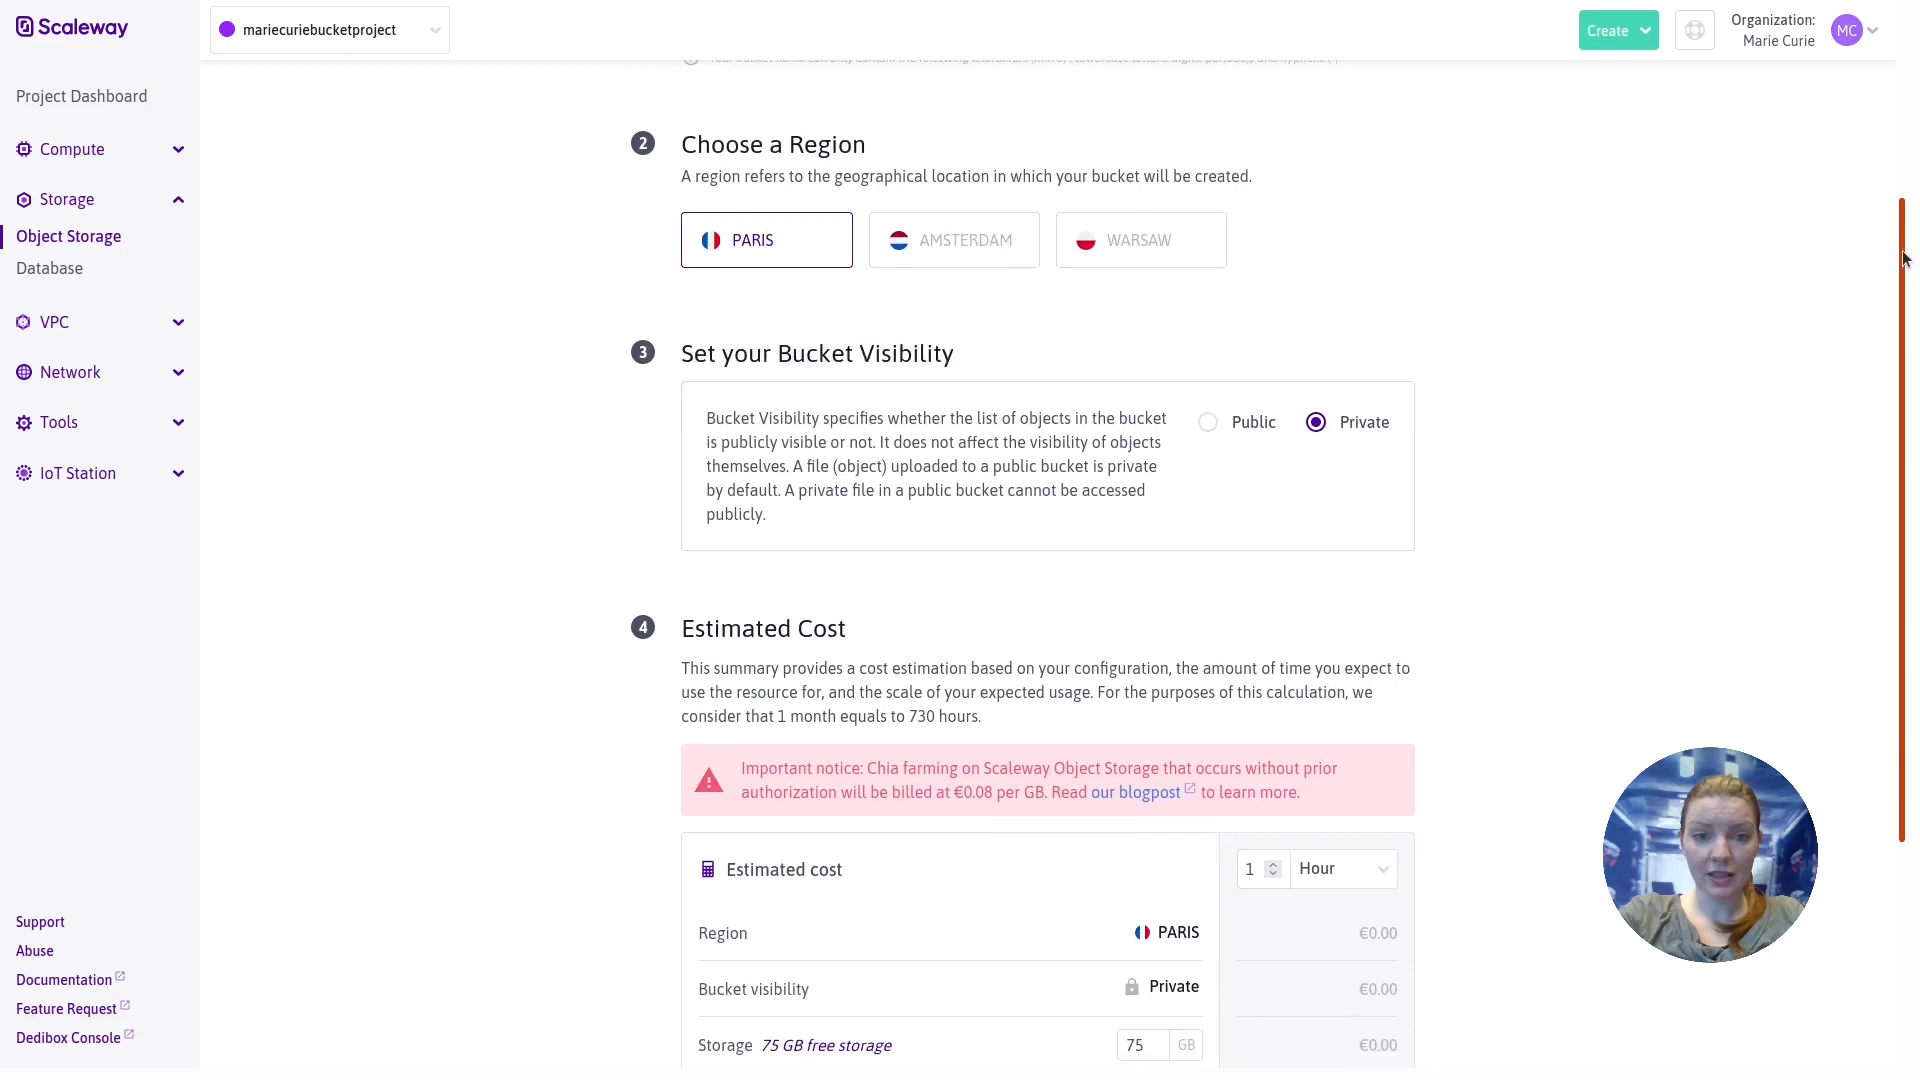 Scaleway
mariecuriebucketproject
Create
Organization:
Marie Curie
MC
Project Dashboard
Compute
Storage
Object Storage
Database
VPC
Network
Tools
IoT Station
Support
Abuse
Documentation
Feature Request
Dedibox Console
2
Choose a Region
A region refers to the geographical location in which your bucket will be created.
PARIS
AMSTERDAM
WARSAW
3
Set your Bucket Visibility
Bucket Visibility specifies whether the list of objects in the bucket
is publicly visible or not. It does not affect the visibility of objects
themselves. A file (object) uploaded to a public bucket is private
by default. A private file in a public bucket cannot be accessed
publicly.
Public
Private
4
Estimated Cost
This summary provides a cost estimation based on your configuration, the amount of time you expect to
use the resource for, and the scale of your expected usage. For the purposes of this calculation, we
consider that 1 month equals to 730 hours.
Important notice: Chia farming on Scaleway Object Storage that occurs without prior
authorization will be billed at €0.08 per GB. Read our blogpost to learn more.
Estimated cost
1
Hour
Region
PARIS
€0.00
Bucket visibility
Private
€0.00
Storage 75 GB free storage
75
GB
€0.00